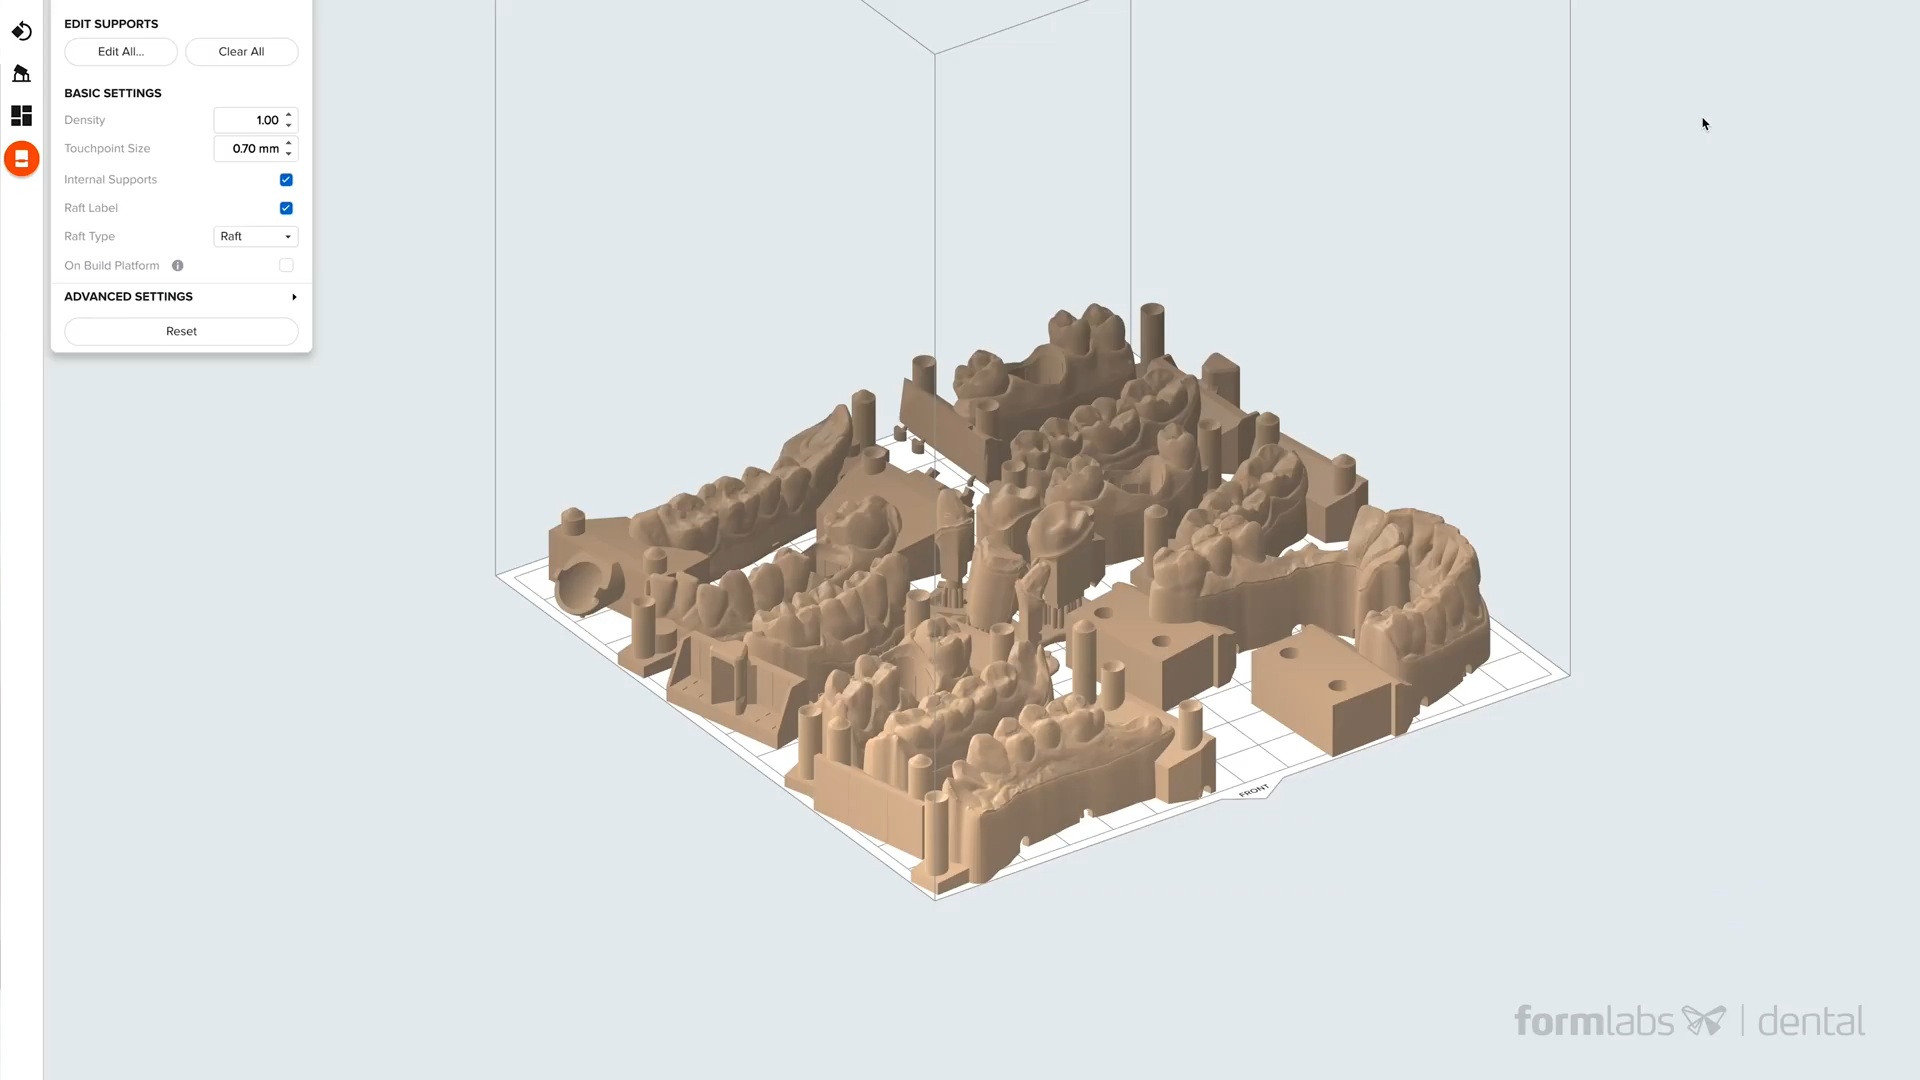 EDIT SUPPORTS
Edit All...
Clear All
BASIC SETTINGS
Density
1.00
Touchpoint Size
0.70 mm
Internal Supports
Raft Label
Raft Type
Raft
On Build Platform
ADVANCED SETTINGS
Reset
FRONT
formlabs | dental